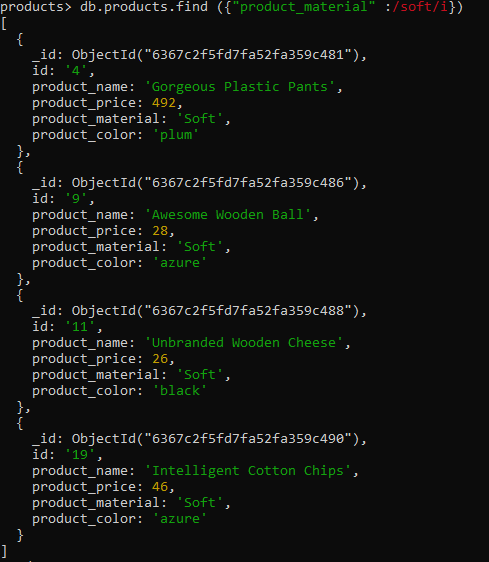 products> db.products.find ({"product_material" :/soft/i})
[
  {
    _id: ObjectId("6367c2f5fd7fa52fa359c481"),
    id: '4',
    product_name: 'Gorgeous Plastic Pants',
    product_price: 492,
    product_material: 'Soft',
    product_color: 'plum'
  },
  {
    _id: ObjectId("6367c2f5fd7fa52fa359c486"),
    id: '9',
    product_name: 'Awesome Wooden Ball',
    product_price: 28,
    product_material: 'Soft',
    product_color: 'azure'
  },
  {
    _id: ObjectId("6367c2f5fd7fa52fa359c488"),
    id: '11',
    product_name: 'Unbranded Wooden Cheese',
    product_price: 26,
    product_material: 'Soft',
    product_color: 'black'
  },
  {
    _id: ObjectId("6367c2f5fd7fa52fa359c490"),
    id: '19',
    product_name: 'Intelligent Cotton Chips',
    product_price: 46,
    product_material: 'Soft',
    product_color: 'azure'
  }
]